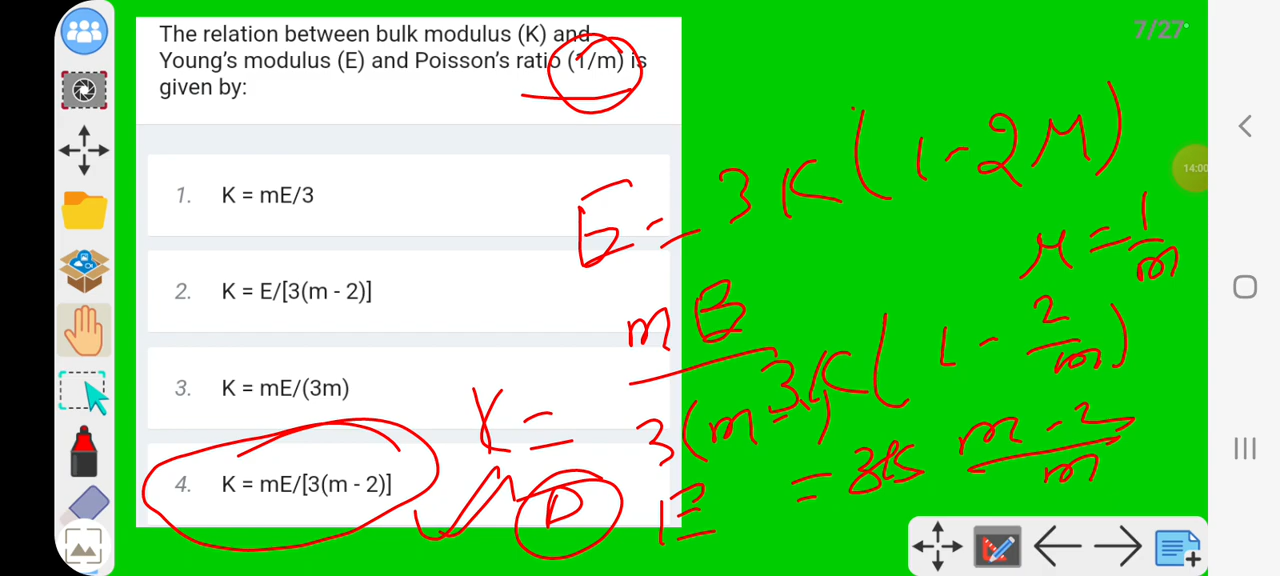 The relation between bulk modulus (K) and
Young's modulus (E) and Poisson's ratio (1/m) is
given by:
1. K = mE/3
2. K = E/[3(m - 2)]
3. K = mE/(3m)
4. K = mE/[3(m - 2)]
7/27
14:00
E = 3K(1-2μ)
μ = 1/m
3K(1 - 2/m)
E = 3K m-2/m
K = mE/3(m-2)
D